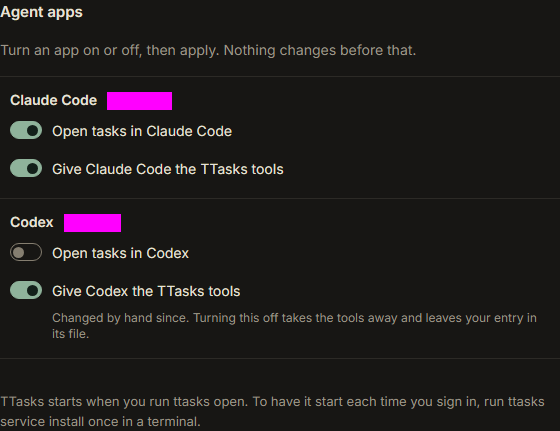 Agent apps
Turn an app on or off, then apply. Nothing changes before that.
Claude Code
Open tasks in Claude Code
Give Claude Code the TTasks tools
Codex
Open tasks in Codex
Give Codex the TTasks tools
Changed by hand since. Turning this off takes the tools away and leaves your entry in
its file.
TTasks starts when you run ttasks open. To have it start each time you sign in, run ttasks
service install once in a terminal.